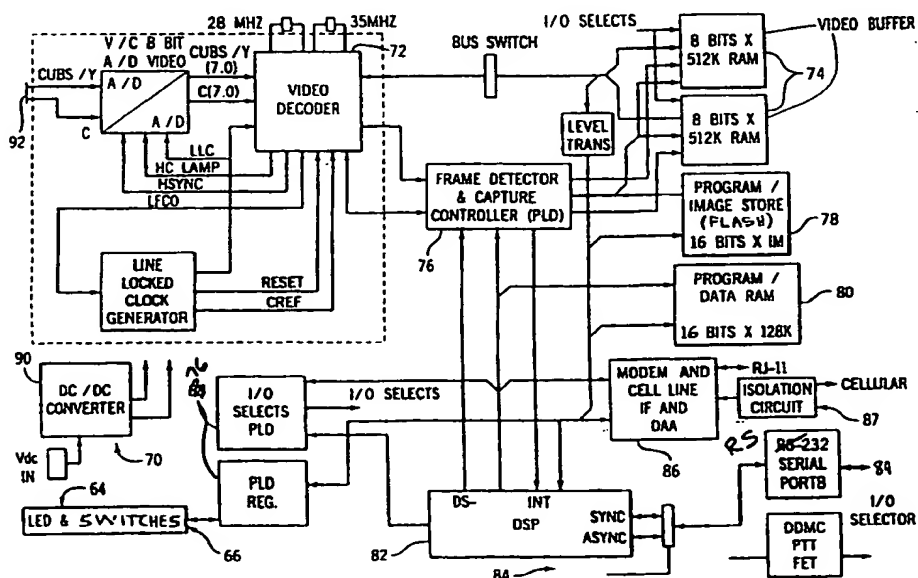 28 MHZ
35MHZ
I/O SELECTS
VIDEO BUFFER
V/C 8 BIT
A/D VIDEO
CUBS/Y
(7.0)
C(7.0)
72
BUS SWITCH
8 BITS X
512K RAM
74
CUBS/Y
A/D
A/D
C
92
VIDEO
DECODER
LLC
HC LAMP
HSYNC
LFCO
LEVEL
TRANS
8 BITS X
512K RAM
FRAME DETECTOR
& CAPTURE
CONTROLLER (PLD)
76
PROGRAM /
IMAGE STORE
(FLASH)
16 BITS X 1M
78
LINE
LOCKED
CLOCK
GENERATOR
RESET
CREF
PROGRAM /
DATA RAM
16 BITS X 128K
80
90
DC/DC
CONVERTER
70
Vdc
IN
76
I/O
SELECTS
PLD
I/O SELECTS
MODEM AND
CELL LINE
IF AND
DAA
86
RJ-11
ISOLATION
CIRCUIT
CELLULAR
87
64
LED & SWITCHES
66
PLD
REG.
DS-
INT
DSP
SYNC
ASYNC
82
84
RS
RS-232
SERIAL
PORTB
89
I/O
SELECTOR
DDMC
PTT
FET